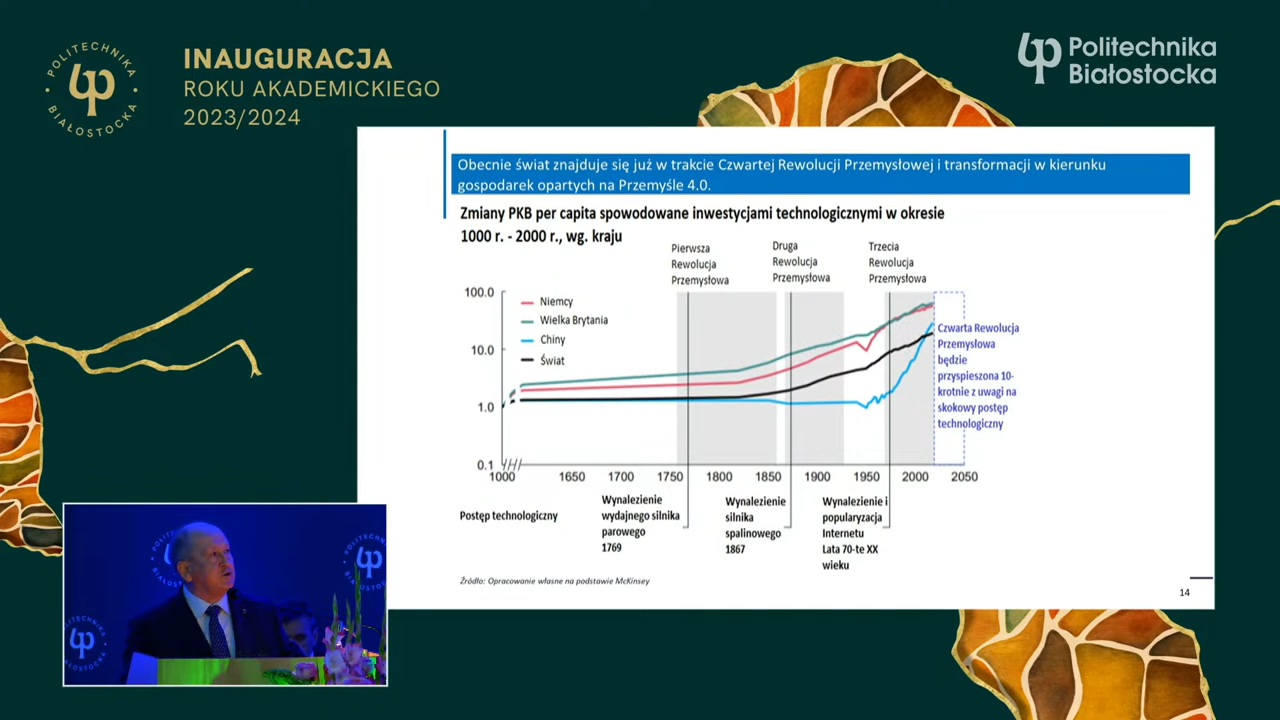 POLITECHNIKA
BIAŁOSTOCKA
INAUGURACJA
ROKU AKADEMICKIEGO
2023/2024
Politechnika
Białostocka
Obecnie świat znajduje się już w trakcie Czwartej Rewolucji Przemysłowej i transformacji w kierunku
gospodarek opartych na Przemyśle 4.0.
Zmiany PKB per capita spowodowane inwestycjami technologicznymi w okresie
1000 r. - 2000 r., wg. kraju
Pierwsza
Rewolucja
Przemysłowa
Druga
Rewolucja
Przemysłowa
Trzecia
Rewolucja
Przemysłowa
100.0
10.0
1.0
0.1
Niemcy
Wielka Brytania
Chiny
Świat
Czwarta Rewolucja
Przemysłowa
będzie
przyspieszona 10-
krotnie z uwagi na
skokowy postęp
technologiczny
1000 1650 1700 1750 1800 1850 1900 1950 2000 2050
Postęp technologiczny
Wynalezienie
wydajnego silnika
parowego
1769
Wynalezienie
silnika
spalinowego
1867
Wynalezienie i
popularyzacja
Internetu
Lata 70-te XX
wieku
Źródło: Opracowanie własne na podstawie McKinsey
14